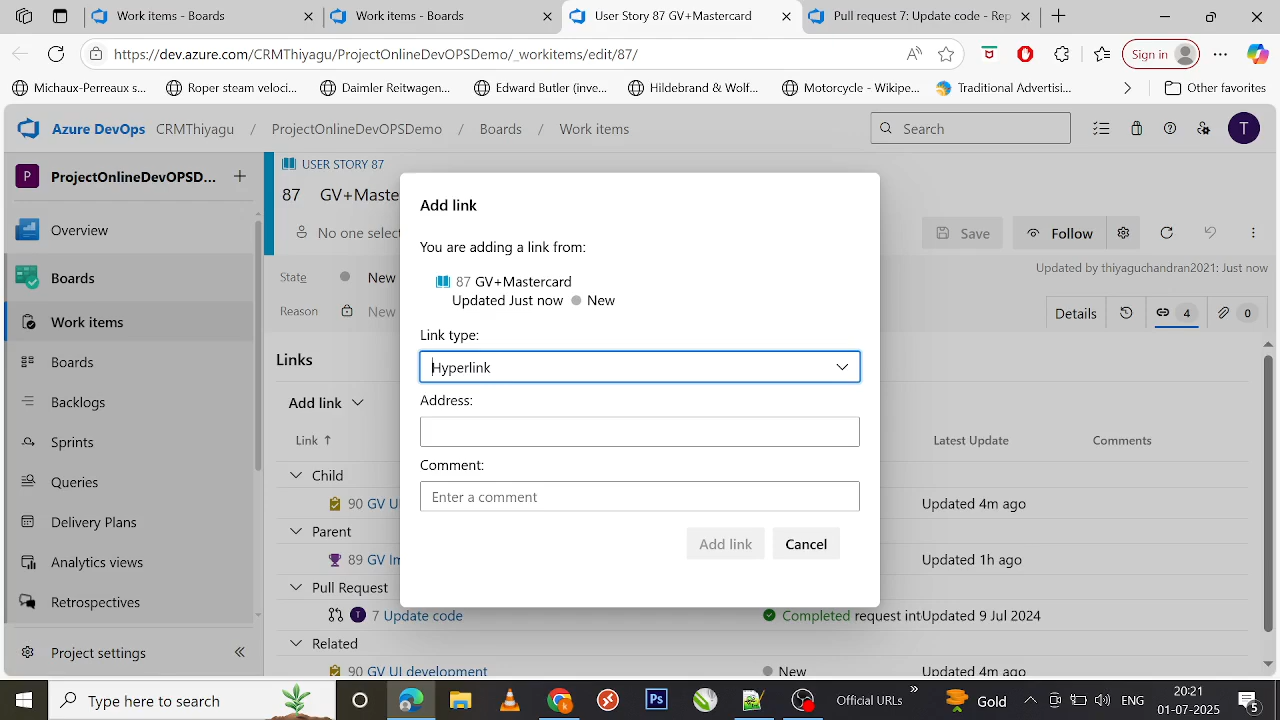 Work items - Boards
Work items - Boards
User Story 87 GV+Mastercard
Pull request 7: Update code - Rep
https://dev.azure.com/CRMThiyagu/ProjectOnlineDevOPSDemo/_workitems/edit/87/
Sign in
Michaux-Perreaux s...
Roper steam veloci...
Daimler Reitwagen...
Edward Butler (inve...
Hildebrand & Wolf...
Motorcycle - Wikipe...
Traditional Advertisi...
Other favorites
Azure DevOps CRMThiyagu / ProjectOnlineDevOPSDemo / Boards / Work items
Search
T
P ProjectOnlineDevOPSD...
Overview
Boards
Work items
Boards
Backlogs
Sprints
Queries
Delivery Plans
Analytics views
Retrospectives
Project settings
USER STORY 87
87 GV+Maste
No one select
Save
Follow
State
New
Updated by thiyaguchandran2021: Just now
Reason
New
Details
4
0
Links
Add link
Link
Latest Update
Comments
Child
90 GV U
Updated 4m ago
Parent
89 GV Im
Updated 1h ago
Pull Request
T 7 Update code
Completed request int Updated 9 Jul 2024
Related
90 GV UI development
New
Updated 4m ago
Add link
You are adding a link from:
87 GV+Mastercard
Updated Just now New
Link type:
Hyperlink
Address:
Comment:
Enter a comment
Add link
Cancel
Type here to search
Ps
Official URLs
Gold
ENG
20:21
01-07-2025
5